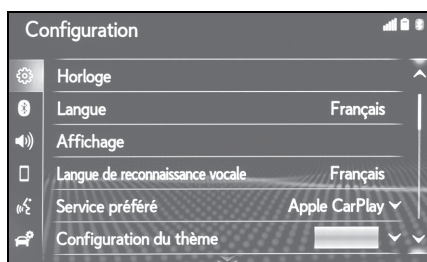 Configuration
Horloge
Langue Français
Affichage
Langue de reconnaissance vocale Français
Service préféré Apple CarPlay
Configuration du thème